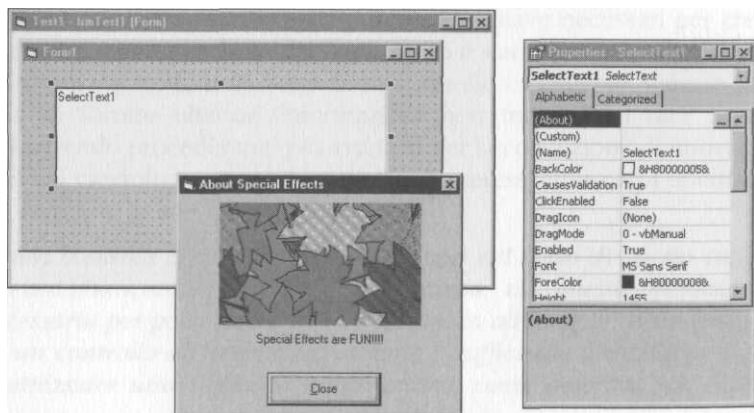 Test1 - frmTest1 (Form)
Form1
SelectText1
About Special Effects
Special Effects are FUN!!!!!
Close
Properties - SelectText1
SelectText1 SelectText
Alphabetic Categorized
(About) ...
(Custom)
(Name) SelectText1
BackColor &H80000005&
CausesValidation True
ClickEnabled False
DragIcon (None)
DragMode 0 - vbManual
Enabled True
Font MS Sans Serif
ForeColor &H80000008&
Height 1455
(About)